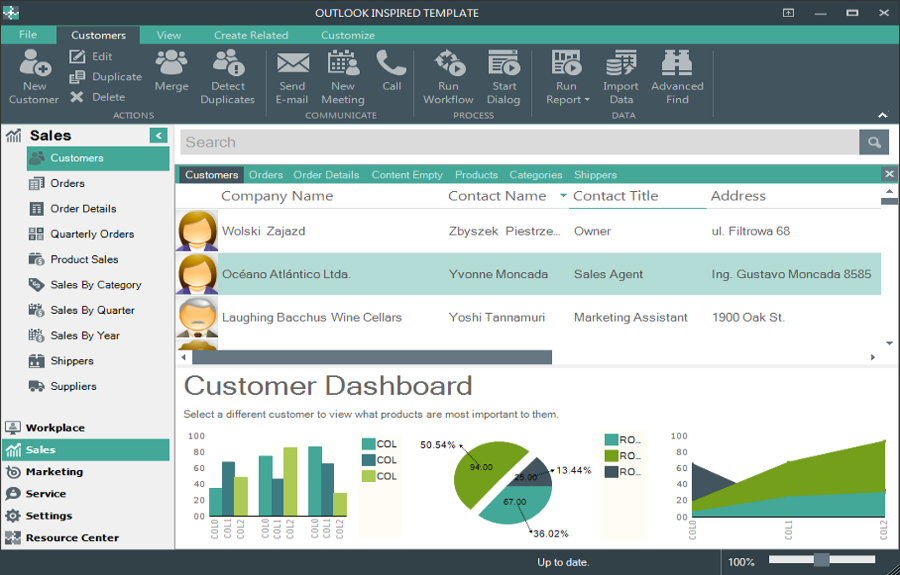 OUTLOOK INSPIRED TEMPLATE
File Customers View Create Related Customize
New Customer
Edit
Duplicate
Delete
Merge
Detect Duplicates
ACTIONS
Send E-mail
New Meeting
Call
COMMUNICATE
Run Workflow
Start Dialog
PROCESS
Run Report
Import Data
Advanced Find
DATA
Sales
Customers
Orders
Order Details
Quarterly Orders
Product Sales
Sales By Category
Sales By Quarter
Sales By Year
Shippers
Suppliers
Workplace
Sales
Marketing
Service
Settings
Resource Center
Search
Customers Orders Order Details Content Empty Products Categories Shippers
Company Name Contact Name Contact Title Address
Wolski Zajazd Zbyszek Piestrze... Owner ul. Filtrowa 68
Océano Atlántico Ltda. Yvonne Moncada Sales Agent Ing. Gustavo Moncada 8585
Laughing Bacchus Wine Cellars Yoshi Tannamuri Marketing Assistant 1900 Oak St.
Customer Dashboard
Select a different customer to view what products are most important to them.
100
80
60
40
20
00
COL0 COL1 COL2 COL0 COL1 COL2 COL0 COL1 COL2
COL
COL
COL
50.54%
94.00
25.00
13.44%
67.00
36.02%
RO...
RO...
RO...
100
80
60
40
20
00
COL0 COL1 COL2
Up to date.
100%